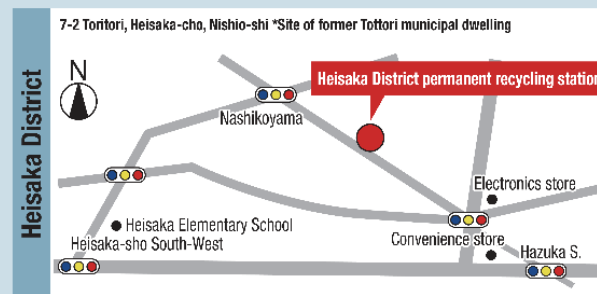 7-2 Toritori, Heisaka-cho, Nishio-shi *Site of former Tottori municipal dwelling
Heisaka District
N
Heisaka District permanent recycling station
Nashikoyama
Electronics store
Heisaka Elementary School
Heisaka-sho South-West
Convenience store
Hazuka S.